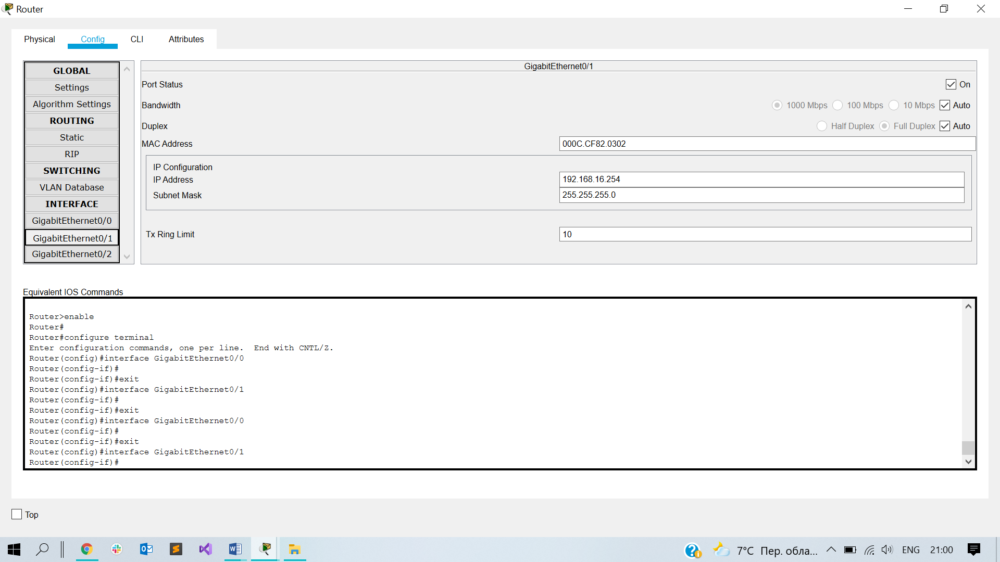 Router
Physical Config CLI Attributes
GLOBAL
Settings
Algorithm Settings
ROUTING
Static
RIP
SWITCHING
VLAN Database
INTERFACE
GigabitEthernet0/0
GigabitEthernet0/1
GigabitEthernet0/2
GigabitEthernet0/1
Port Status On
Bandwidth 1000 Mbps 100 Mbps 10 Mbps Auto
Duplex Half Duplex Full Duplex Auto
MAC Address 000C.CF82.0302
IP Configuration
IP Address 192.168.16.254
Subnet Mask 255.255.255.0
Tx Ring Limit 10
Equivalent IOS Commands
Router>enable
Router#
Router#configure terminal
Enter configuration commands, one per line.  End with CNTL/Z.
Router(config)#interface GigabitEthernet0/0
Router(config-if)#
Router(config-if)#exit
Router(config)#interface GigabitEthernet0/1
Router(config-if)#
Router(config-if)#exit
Router(config)#interface GigabitEthernet0/0
Router(config-if)#
Router(config-if)#exit
Router(config)#interface GigabitEthernet0/1
Router(config-if)#
Top
7°C Пер. обла... ENG 21:00